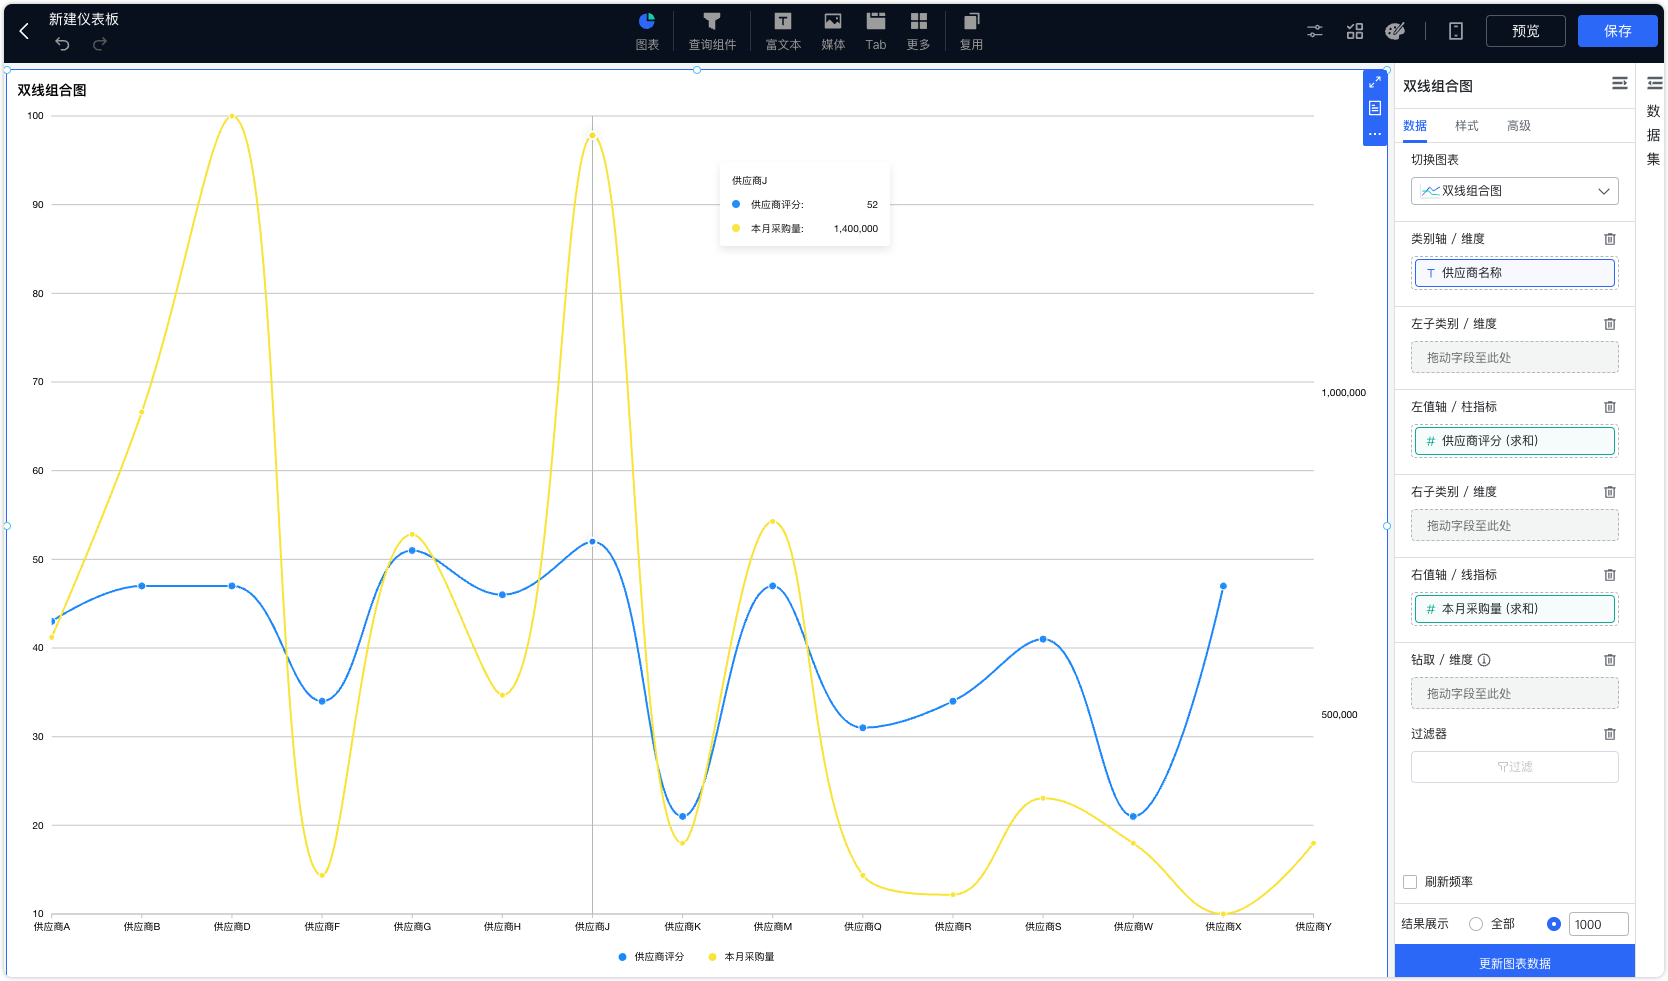 新建仪表板
图表
查询组件
富文本
媒体
Tab
更多
复用
预览
保存
双线组合图
100
90
80
70
60
50
40
30
20
10
1,000,000
500,000
供应商J
供应商评分: 52
本月采购量: 1,400,000
供应商A 供应商B 供应商D 供应商F 供应商G 供应商H 供应商J 供应商K 供应商M 供应商Q 供应商R 供应商S 供应商W 供应商X 供应商Y
供应商评分 本月采购量
双线组合图
数据 样式 高级
切换图表
双线组合图
类别轴 / 维度
T 供应商名称
左子类别 / 维度
拖动字段至此处
左值轴 / 柱指标
# 供应商评分 (求和)
右子类别 / 维度
拖动字段至此处
右值轴 / 线指标
# 本月采购量 (求和)
钻取 / 维度
拖动字段至此处
过滤器
过滤
刷新频率
结果展示 全部 1000
更新图表数据
数据集